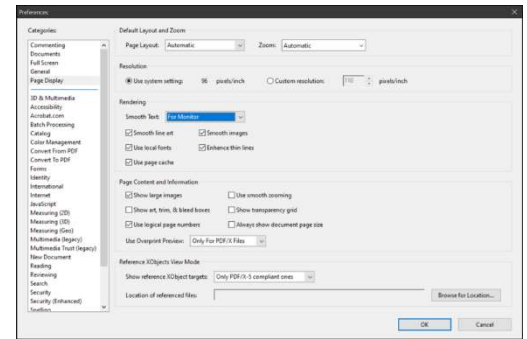 Preferences
Categories:
Commenting
Documents
Full Screen
General
Page Display
3D & Multimedia
Accessibility
Acrobat.com
Batch Processing
Catalog
Color Management
Convert From PDF
Convert To PDF
Forms
Identity
International
Internet
JavaScript
Measuring (2D)
Measuring (3D)
Measuring (Geo)
Multimedia (legacy)
Multimedia Trust (legacy)
New Document
Reading
Reviewing
Search
Security
Security (Enhanced)
Spelling
Default Layout and Zoom
Page Layout: Automatic Zoom: Automatic
Resolution
Use system setting: 96 pixels/inch Custom resolution: 110 pixels/inch
Rendering
Smooth Text: For Monitor
Smooth line art Smooth images
Use local fonts Enhance thin lines
Use page cache
Page Content and Information
Show large images Use smooth zooming
Show art, trim, & bleed boxes Show transparency grid
Use logical page numbers Always show document page size
Use Overprint Preview: Only For PDF/X Files
Reference XObjects View Mode
Show reference XObject targets: Only PDF/X-5 compliant ones
Location of referenced files: Browse for Location...
OK Cancel